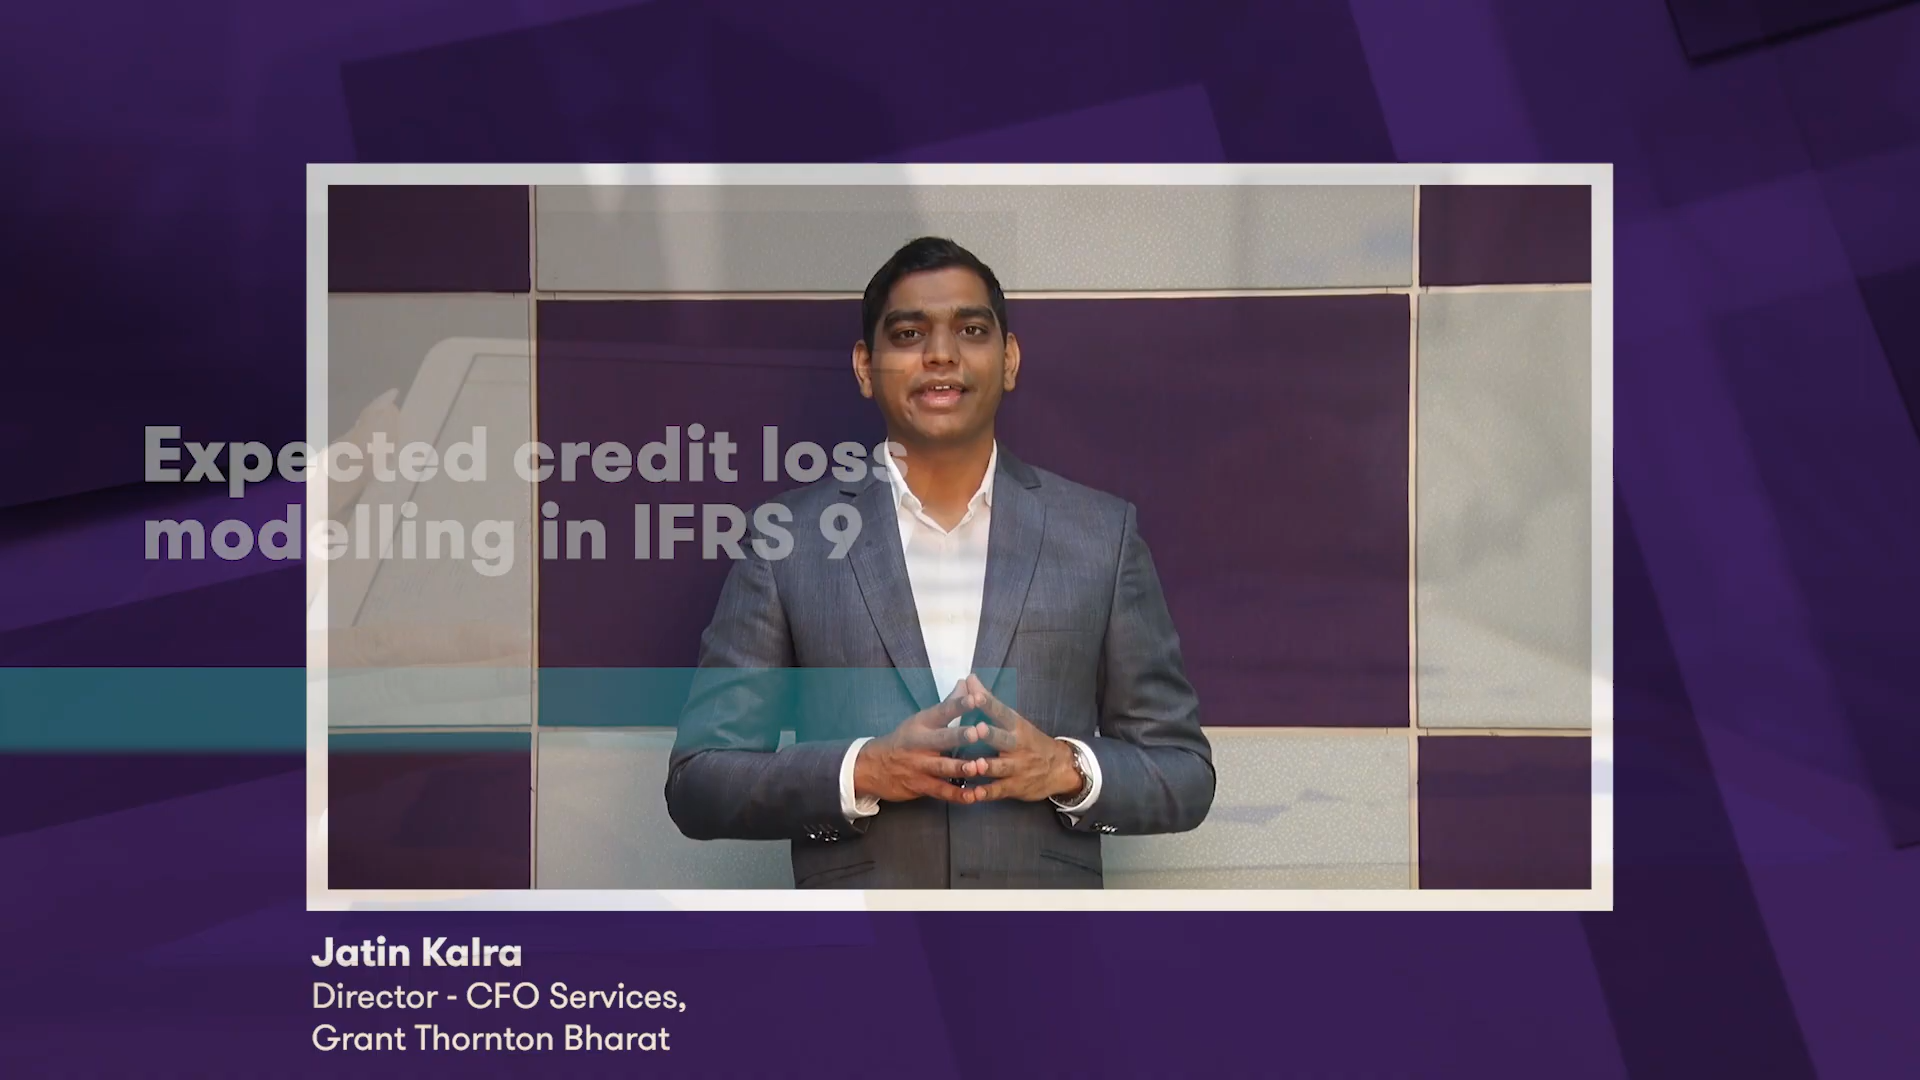 Expected credit loss
modelling in IFRS 9
Jatin Kalra
Director - CFO Services,
Grant Thornton Bharat